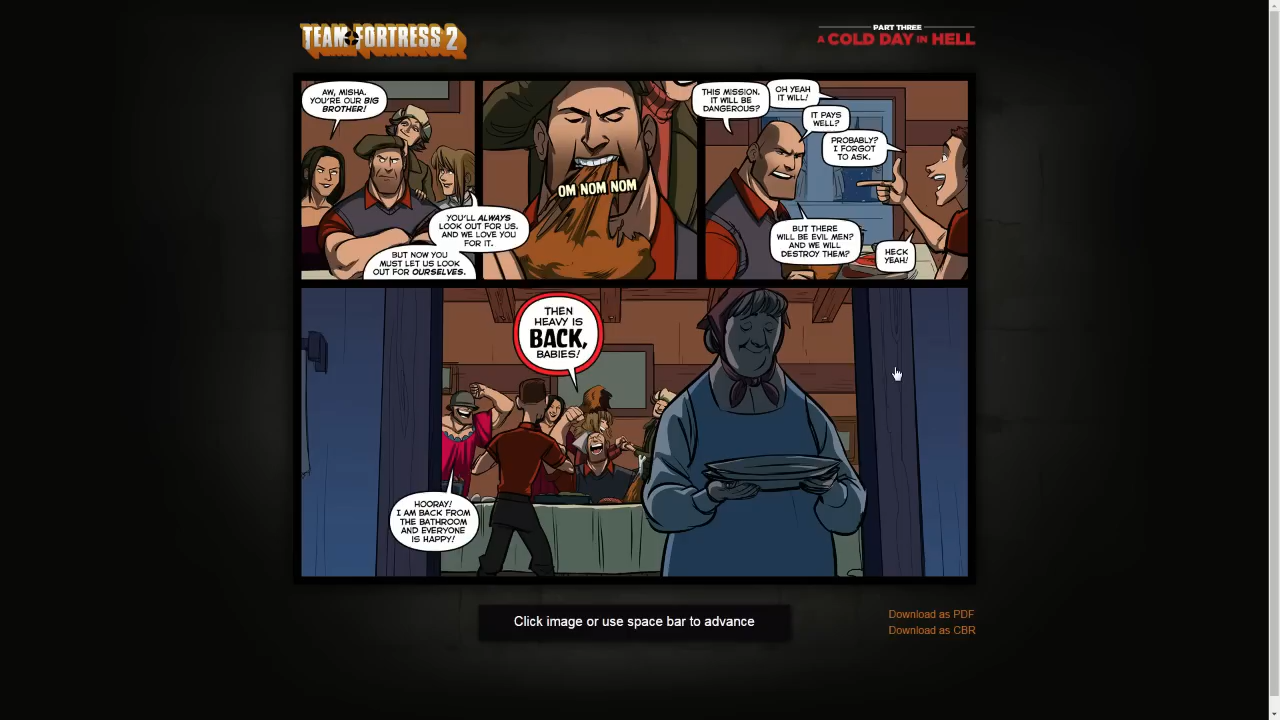 TEAM FORTRESS 2
PART THREE
A COLD DAY IN HELL
AW, MISHA.
YOU'RE OUR BIG
BROTHER!
YOU'LL ALWAYS
LOOK OUT FOR US.
AND WE LOVE YOU
FOR IT.
BUT NOW YOU
MUST LET US LOOK
OUT FOR OURSELVES.
OM NOM NOM
THIS MISSION.
IT WILL BE
DANGEROUS?
OH YEAH
IT WILL!
IT PAYS
WELL?
PROBABLY?
I FORGOT
TO ASK.
BUT THERE
WILL BE EVIL MEN?
AND WE WILL
DESTROY THEM?
HECK
YEAH!
THEN
HEAVY IS
BACK,
BABIES!
HOORAY!
I AM BACK FROM
THE BATHROOM
AND EVERYONE
IS HAPPY!
Click image or use space bar to advance
Download as PDF
Download as CBR